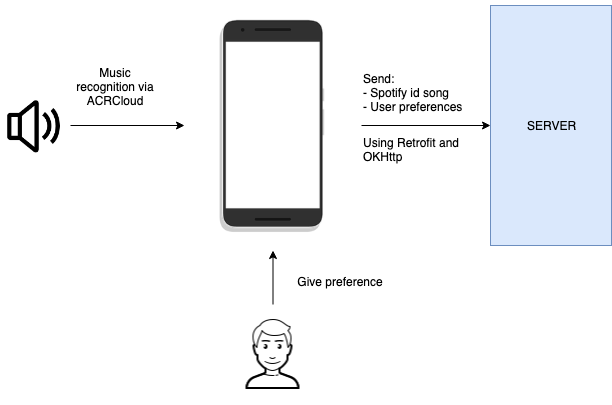 Music
recognition via
ACRCloud
Send:
- Spotify id song
- User preferences
Using Retrofit and
OKHttp
SERVER
Give preference